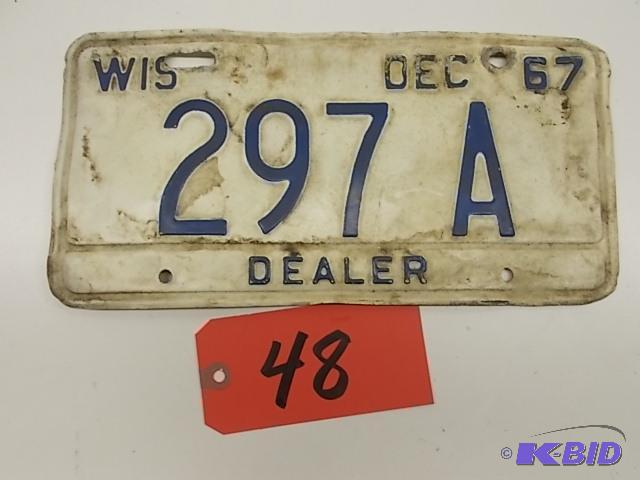 WIS DEC 67
297 A
DEALER
48
© K-BID